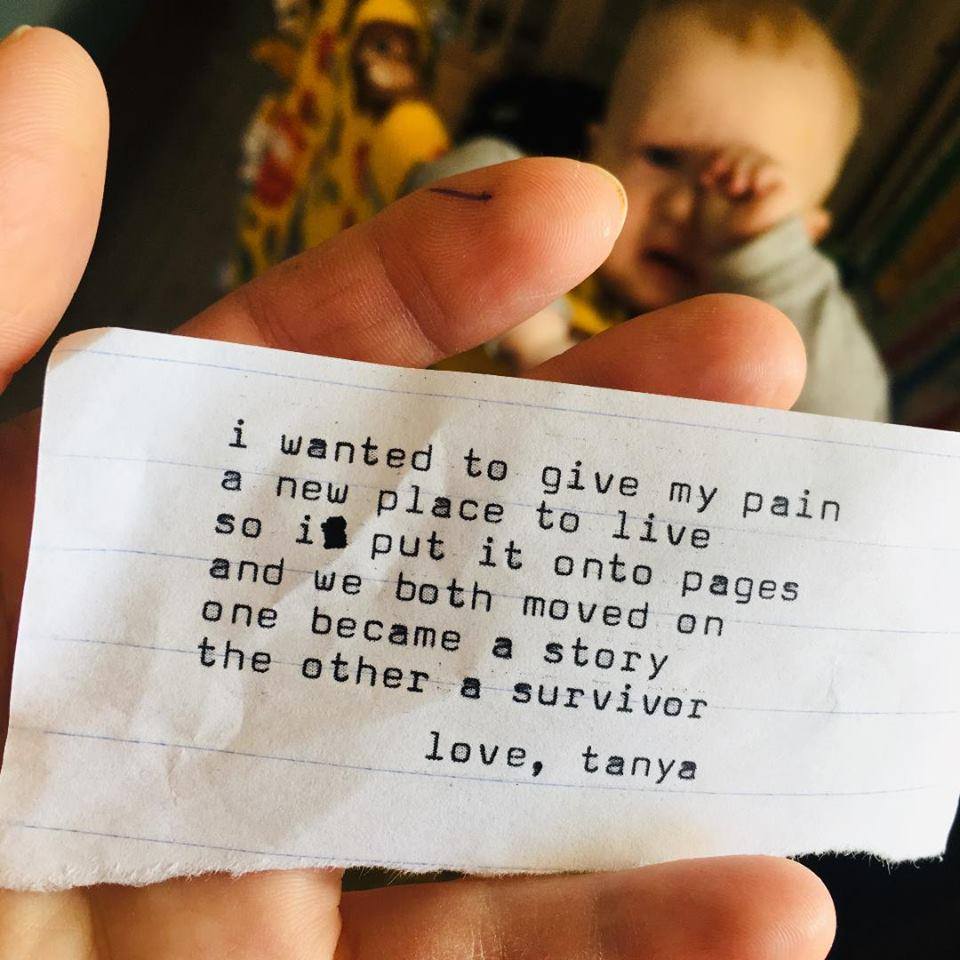 i wanted to give my pain
a new place to live
so i put it onto pages
and we both moved on
one became a story
the other a survivor
love, tanya